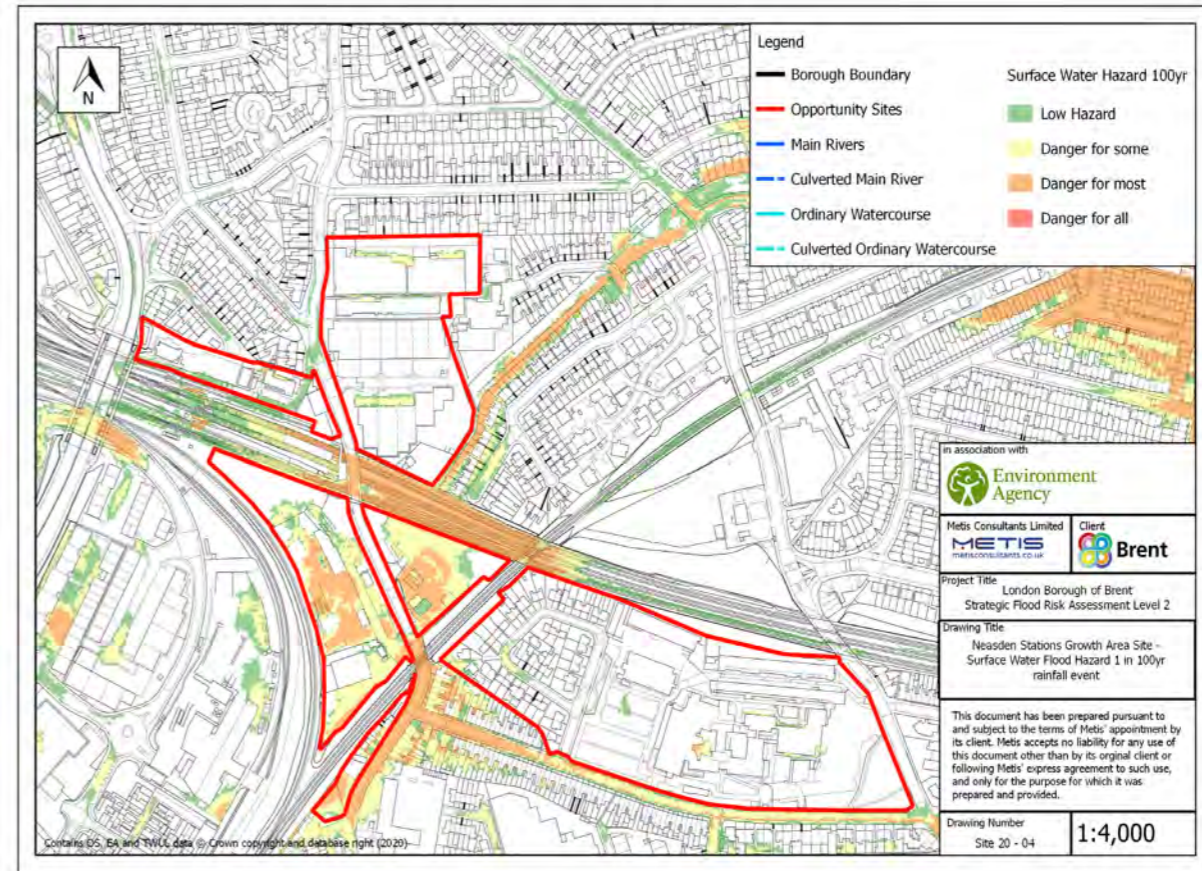 N
Legend
Borough Boundary
Opportunity Sites
Main Rivers
Culverted Main River
Ordinary Watercourse
Culverted Ordinary Watercourse
Surface Water Hazard 100yr
Low Hazard
Danger for some
Danger for most
Danger for all
in association with
Environment
Agency
Metis Consultants Limited
METIS
metisconsultants.co.uk
Client
Brent
Project Title
London Borough of Brent
Strategic Flood Risk Assessment Level 2
Drawing Title
Neasden Stations Growth Area Site -
Surface Water Flood Hazard 1 in 100yr
rainfall event
This document has been prepared pursuant to
and subject to the terms of Metis' appointment by
its client. Metis accepts no liability for any use of
this document other than by its orginal client or
following Metis' express agreement to such use,
and only for the purpose for which it was
prepared and provided.
Drawing Number
Site 20 - 04
1:4,000
Contains OS, EA and TWUL data © Crown copyright and database right (2020)